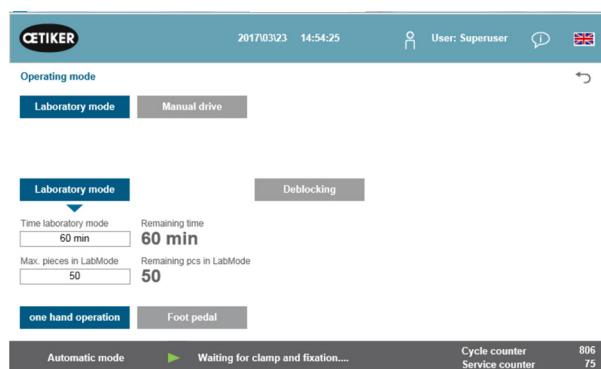 OETIKER
2017\03\23 14:54:25
User: Superuser
Operating mode
Laboratory mode
Manual drive
Laboratory mode
Deblocking
Time laboratory mode
Remaining time
60 min
60 min
Max. pieces in LabMode
Remaining pcs in LabMode
50
50
one hand operation
Foot pedal
Automatic mode
Waiting for clamp and fixation....
Cycle counter 806
Service counter 75